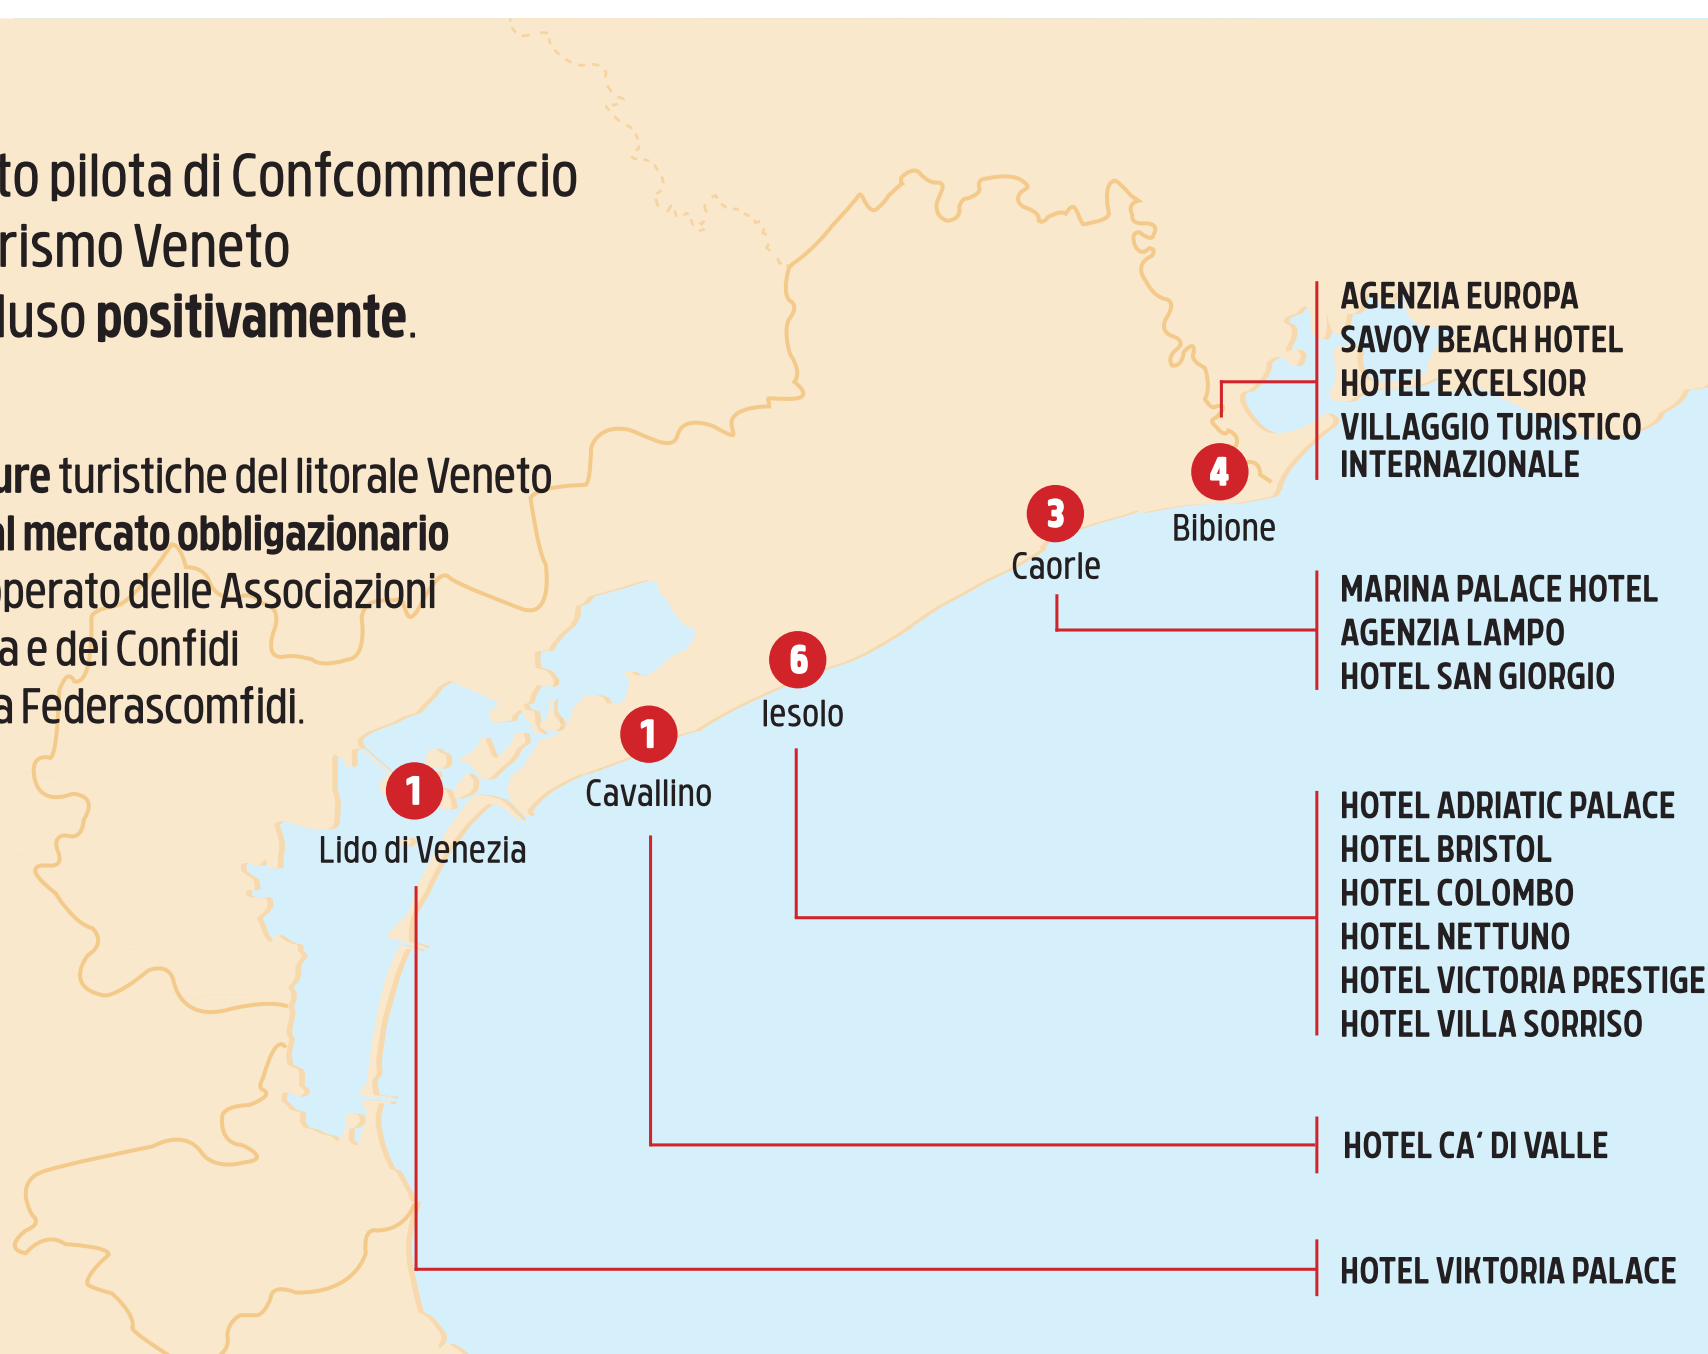 to pilota di Confcommercio
rismo Veneto
luso positivamente.
ure turistiche del litorale Veneto
al mercato obbligazionario
operato delle Associazioni
a e dei Confidi
a Federascomfidi.
AGENZIA EUROPA
SAVOY BEACH HOTEL
HOTEL EXCELSIOR
VILLAGGIO TURISTICO
INTERNAZIONALE
4
Bibione
3
Caorle
MARINA PALACE HOTEL
AGENZIA LAMPO
HOTEL SAN GIORGIO
6
Iesolo
1
Cavallino
1
Lido di Venezia
HOTEL ADRIATIC PALACE
HOTEL BRISTOL
HOTEL COLOMBO
HOTEL NETTUNO
HOTEL VICTORIA PRESTIGE
HOTEL VILLA SORRISO
HOTEL CA’ DI VALLE
HOTEL VIKTORIA PALACE